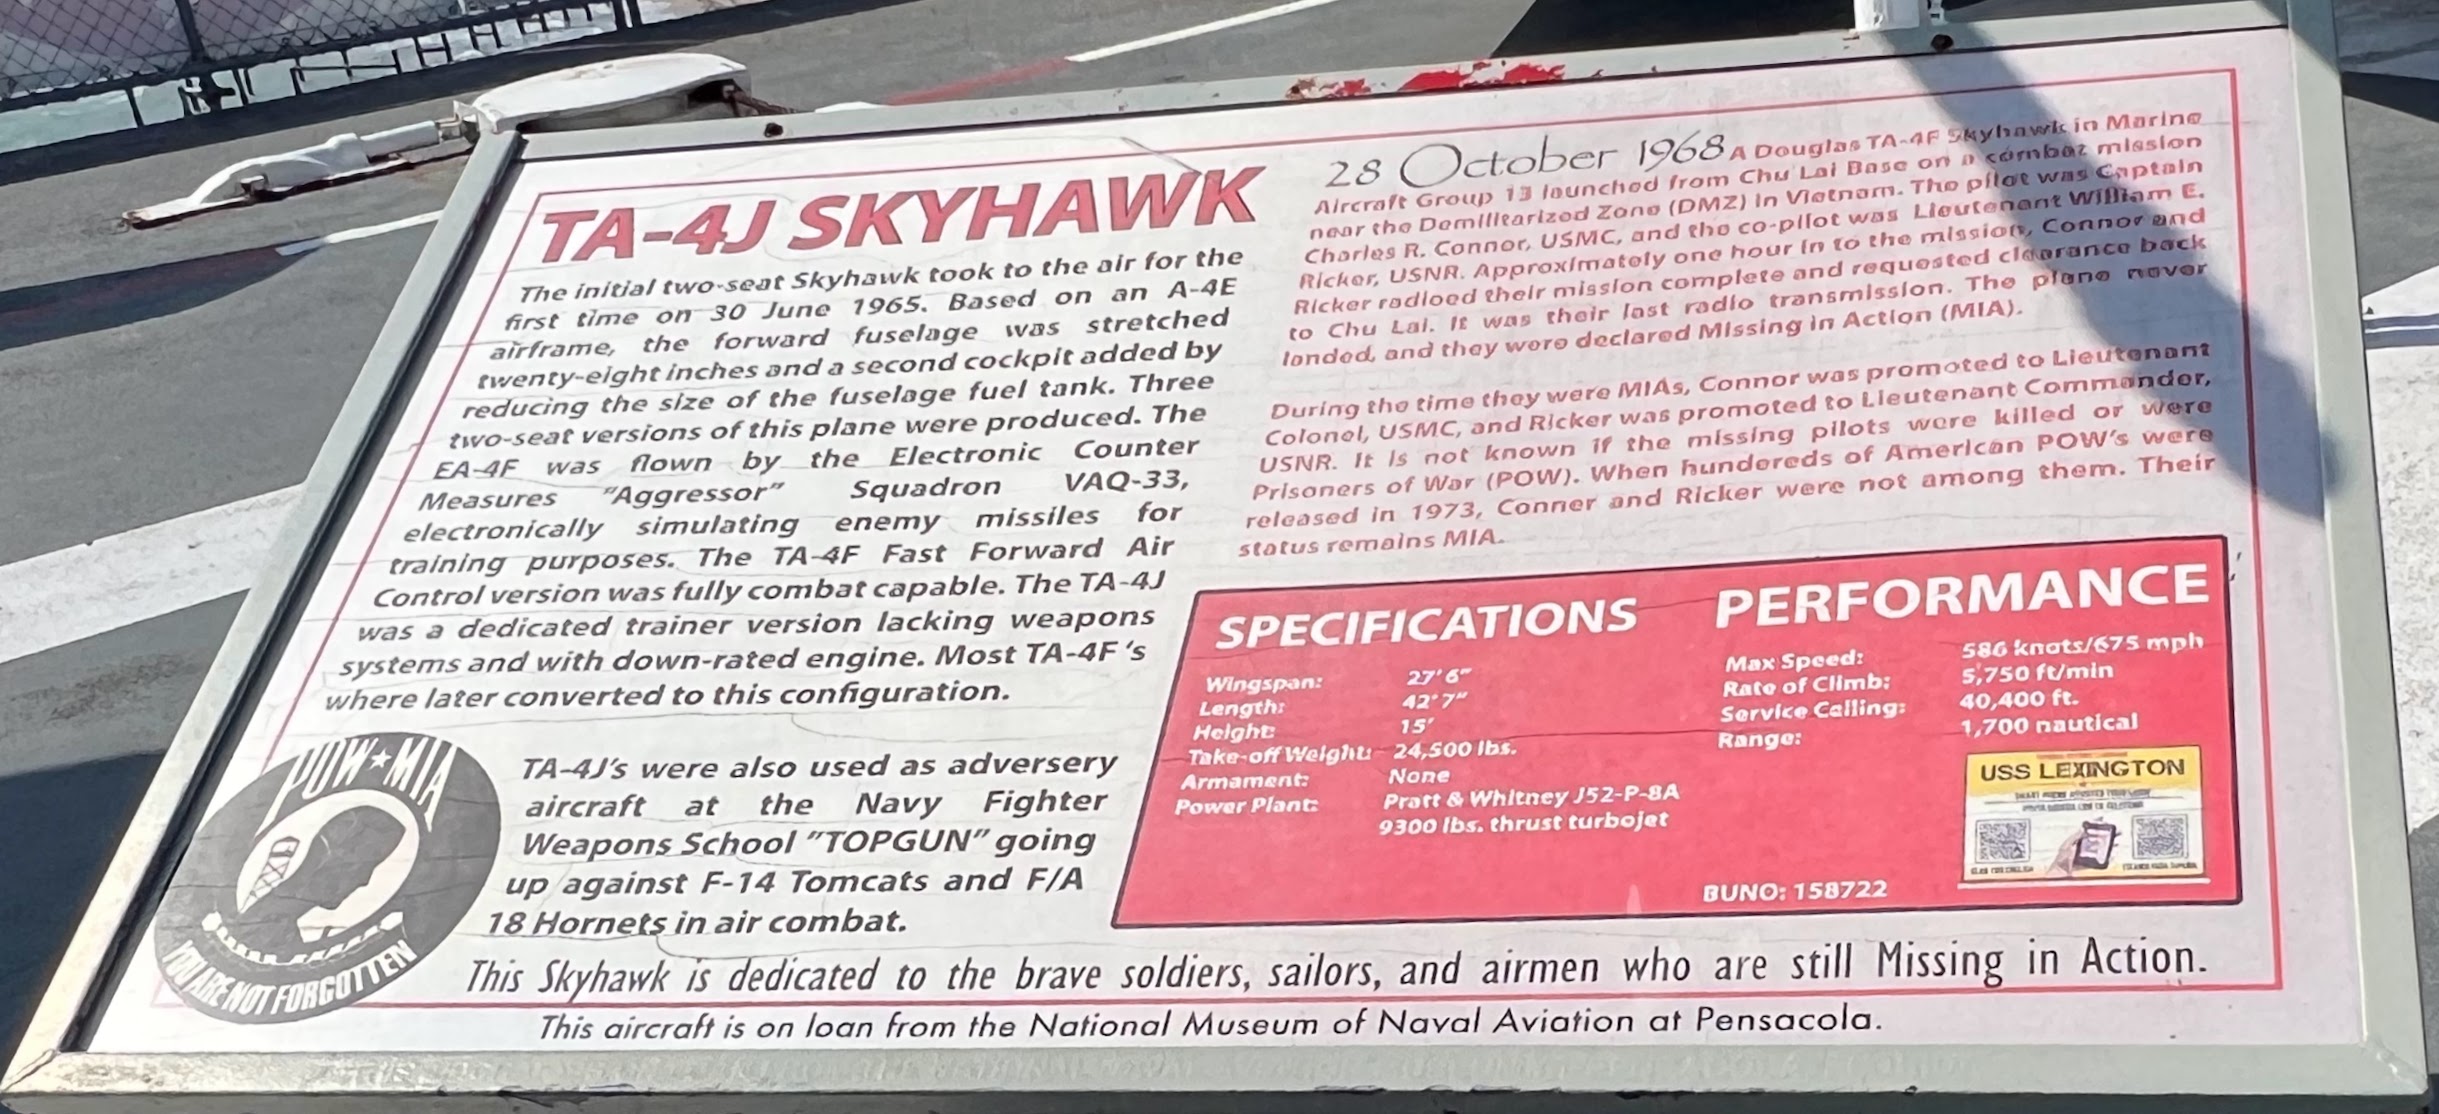 TA-4J SKYHAWK
The initial two-seat Skyhawk took to the air for the
first time on 30 June 1965. Based on an A-4E
airframe, the forward fuselage was stretched
twenty-eight inches and a second cockpit added by
reducing the size of the fuselage fuel tank. Three
two-seat versions of this plane were produced. The
EA-4F was flown by the Electronic Counter
Measures "Aggressor" Squadron VAQ-33,
electronically simulating enemy missiles for
training purposes. The TA-4F Fast Forward Air
Control version was fully combat capable. The TA-4J
was a dedicated trainer version lacking weapons
systems and with down-rated engine. Most TA-4F 's
where later converted to this configuration.
TA-4J's were also used as adversery
aircraft at the Navy Fighter
Weapons School "TOPGUN" going
up against F-14 Tomcats and F/A
18 Hornets in air combat.
POW★MIA
YOU ARE NOT FORGOTTEN
28 October 1968 A Douglas TA-4F Skyhawk in Marine
Aircraft Group 13 launched from Chu Lai Base on a combat mission
near the Demilitarized Zone (DMZ) in Vietnam. The pilot was Captain
Charles R. Connor, USMC, and the co-pilot was Lieutenant William E.
Ricker, USNR. Approximately one hour in to the mission, Connor and
Ricker radioed their mission complete and requested clearance back
to Chu Lai. It was their last radio transmission. The plane never
landed, and they were declared Missing in Action (MIA).
During the time they were MIAs, Connor was promoted to Lieutenant
Colonel, USMC, and Ricker was promoted to Lieutenant Commander,
USNR. It is not known if the missing pilots were killed or were
Prisoners of War (POW). When hundereds of American POW's were
released in 1973, Conner and Ricker were not among them. Their
status remains MIA.
SPECIFICATIONS
Wingspan: 27'6"
Length: 42'7"
Height: 15'
Take-off Weight: 24,500 lbs.
Armament: None
Power Plant: Pratt & Whitney J52-P-8A
9300 lbs. thrust turbojet
PERFORMANCE
Max Speed: 586 knots/675 mph
Rate of Climb: 5,750 ft/min
Service Calling: 40,400 ft.
Range: 1,700 nautical
USS LEXINGTON
BUNO: 158722
This Skyhawk is dedicated to the brave soldiers, sailors, and airmen who are still Missing in Action.
This aircraft is on loan from the National Museum of Naval Aviation at Pensacola.